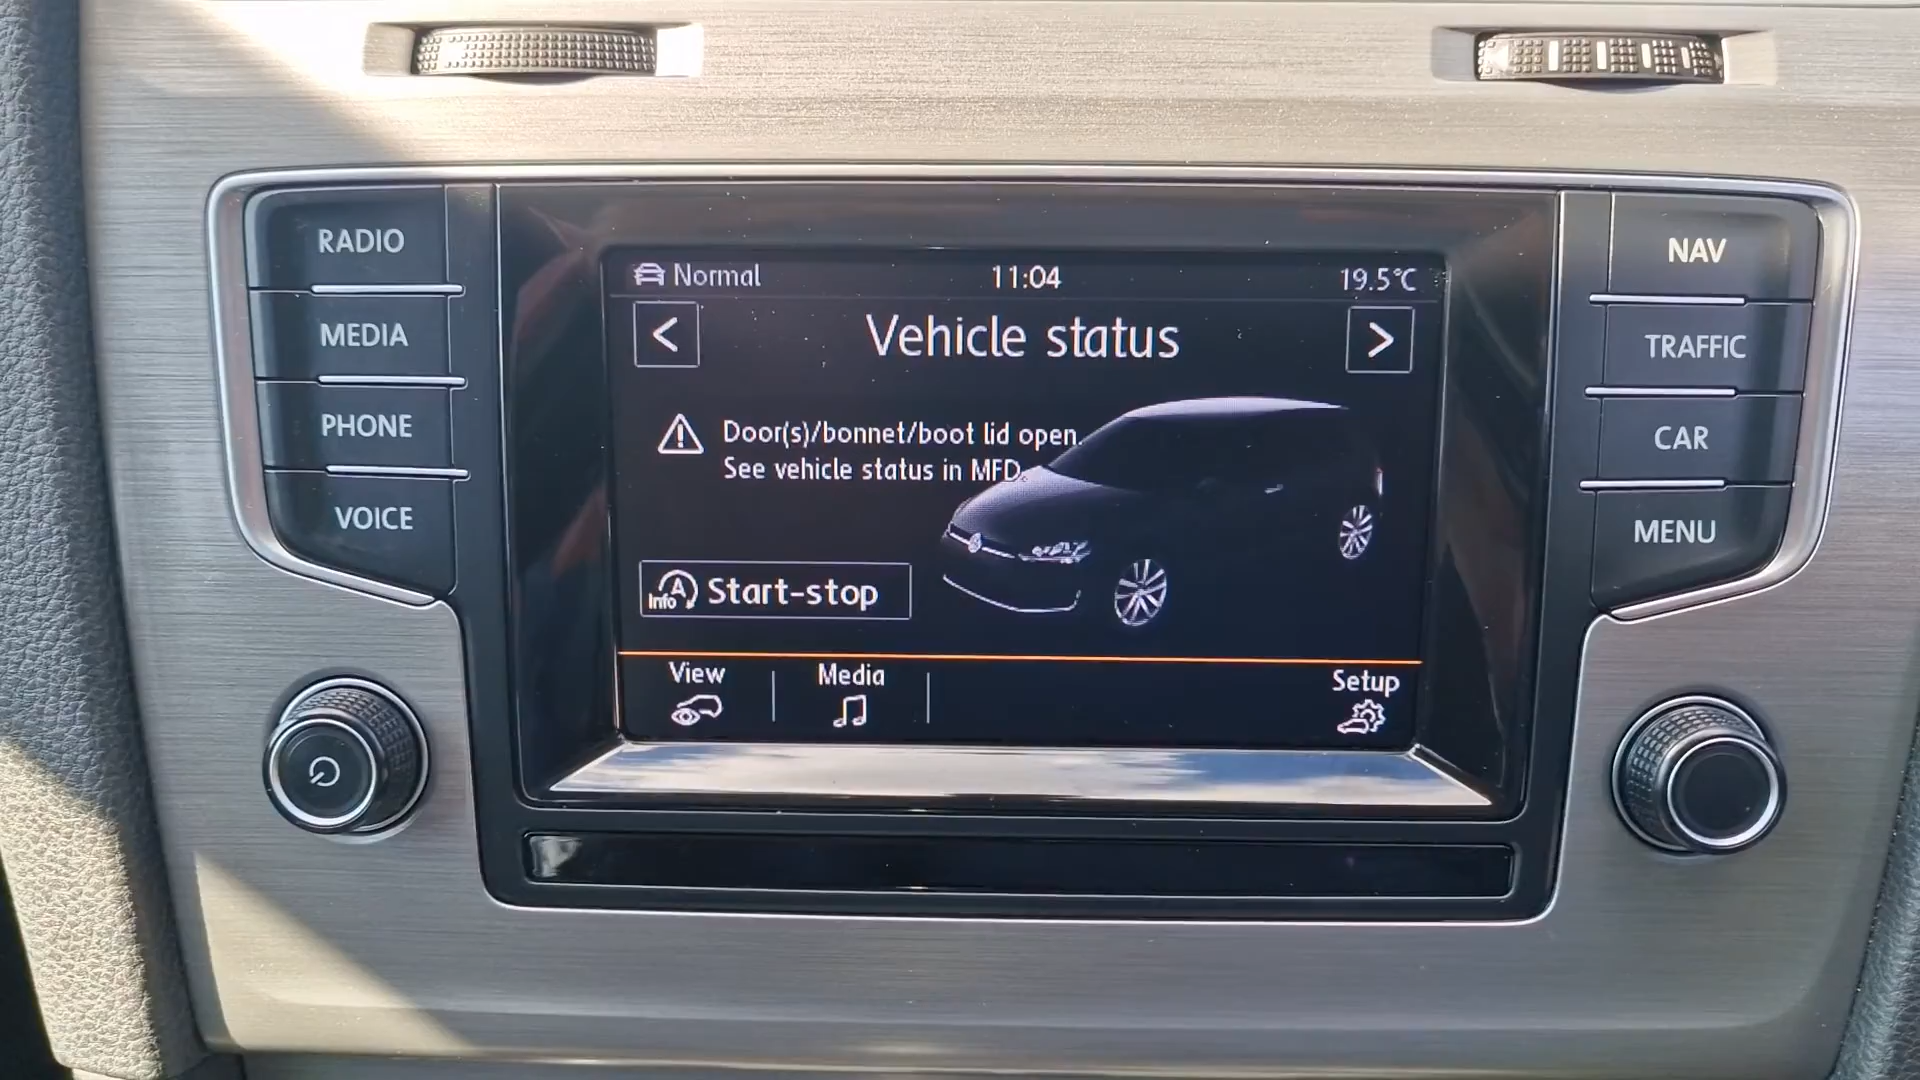 RADIO
MEDIA
PHONE
VOICE
Normal
11:04
19.5°C
<
Vehicle status
>
Door(s)/bonnet/boot lid open.
See vehicle status in MFD.
A
Info
Start-stop
View
Media
Setup
NAV
TRAFFIC
CAR
MENU